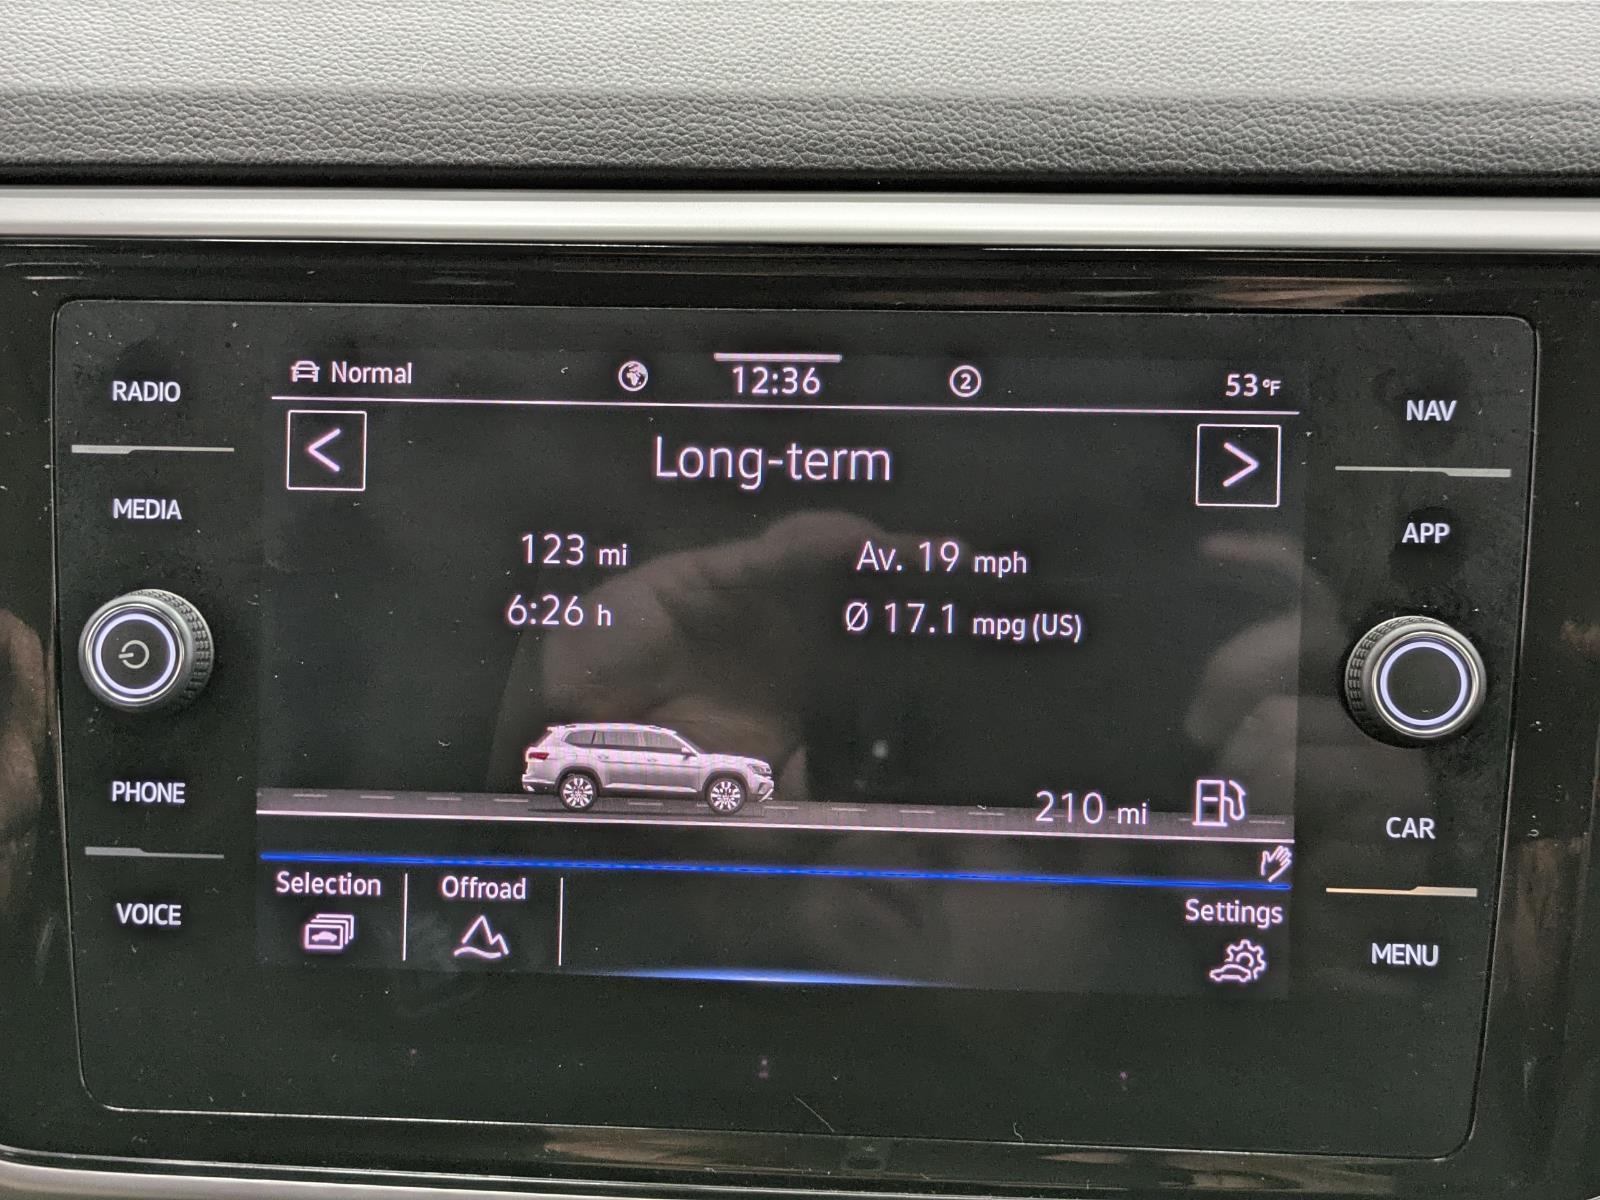 RADIO
MEDIA
PHONE
VOICE
Normal
12:36
2
53 °F
<
Long-term
>
123 mi
Av. 19 mph
6:26 h
Ø 17.1 mpg (US)
210 mi
Selection
Offroad
Settings
NAV
APP
CAR
MENU